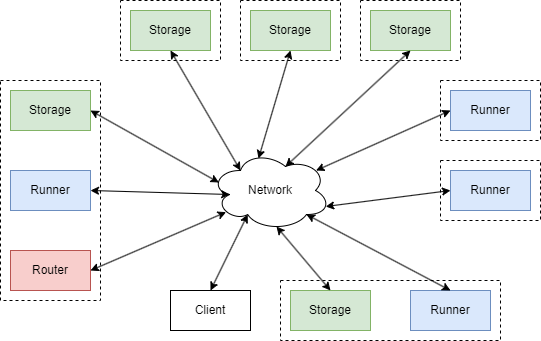 Storage
Storage
Storage
Storage
Runner
Runner
Network
Runner
Router
Client
Storage
Runner